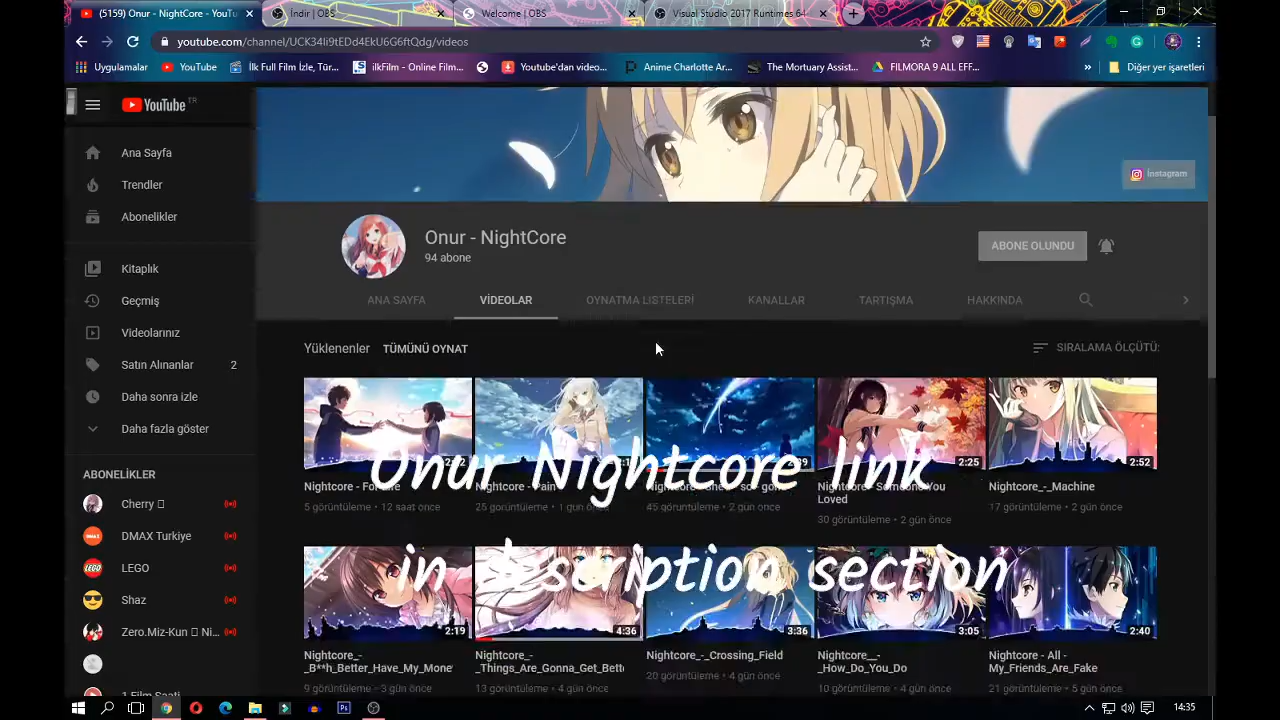 (5159) Onur - NightCore - YouTu
İndir | OBS
Welcome | OBS
Visual Studio 2017 Runtimes 64
youtube.com/channel/UCK34li9tEDd4EkU6G6ftQdg/videos
Uygulamalar
YouTube
İlk Full Film İzle, Tür...
ilkFilm - Online Film...
Youtube'dan video...
Anime Charlotte Ar...
The Mortuary Assist...
FILMORA 9 ALL EFF...
»
Diğer yer işaretleri
YouTube TR
Ana Sayfa
Trendler
Abonelikler
Kitaplık
Geçmiş
Videolarınız
Satın Alınanlar 2
Daha sonra izle
Daha fazla göster
ABONELİKLER
Cherry
DMAX Turkiye
LEGO
Shaz
Zero.Miz-Kun Ni...
1 Film Saati
Instagram
Onur - NightCore
94 abone
ABONE OLUNDU
ANA SAYFA
VİDEOLAR
OYNATMA LİSTELERİ
KANALLAR
TARTIŞMA
HAKKINDA
Yüklenenler
TÜMÜNÜ OYNAT
SIRALAMA ÖLÇÜTÜ:
2:25
2:52
Onur Nightcore link
in description section
5 görüntüleme • 12 saat önce
25 görüntüleme • 1 gün önce
45 görüntüleme • 2 gün önce
Nightcore - Someone You
Loved
30 görüntüleme • 2 gün önce
Nightcore_-_Machine
17 görüntüleme • 2 gün önce
2:19
4:36
3:36
3:05
2:40
Nightcore_-
_B**h_Better_Have_My_Mone
9 görüntüleme • 3 gün önce
Nightcore_-
_Things_Are_Gonna_Get_Bett
13 görüntüleme • 4 gün önce
Nightcore_-_Crossing_Field
20 görüntüleme • 4 gün önce
Nightcore__-
_How_Do_You_Do
10 görüntüleme • 4 gün önce
Nightcore - All -
My_Friends_Are_Fake
21 görüntüleme • 5 gün önce
14:35